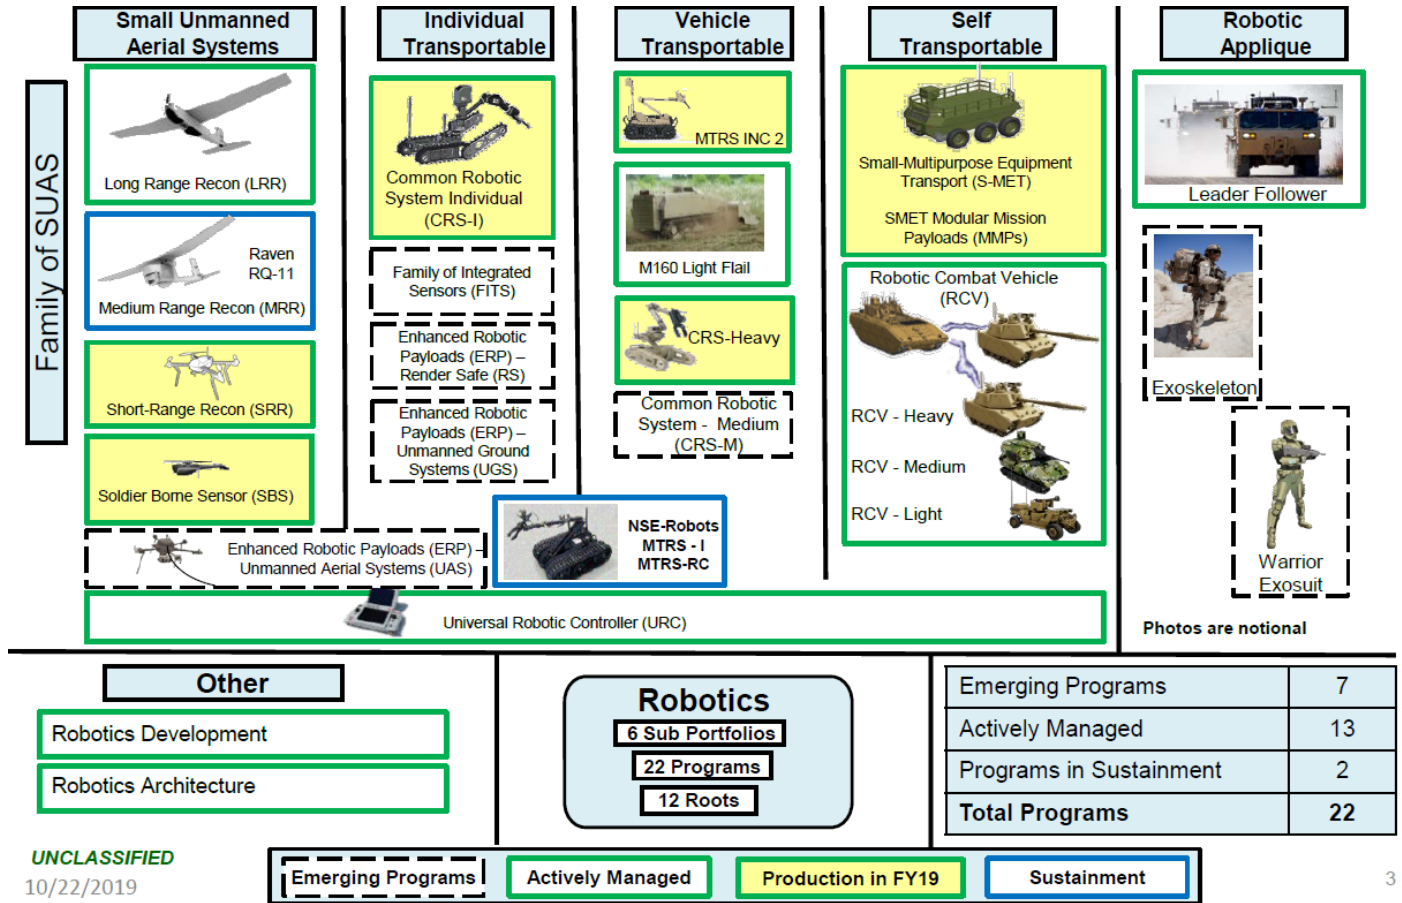 Small Unmanned
Aerial Systems
Individual
Transportable
Vehicle
Transportable
Self
Transportable
Robotic
Applique
Family of SUAS
Long Range Recon (LRR)
Raven
RQ-11
Medium Range Recon (MRR)
Short-Range Recon (SRR)
Soldier Borne Sensor (SBS)
Common Robotic
System Individual
(CRS-I)
Family of Integrated
Sensors (FITS)
Enhanced Robotic
Payloads (ERP) –
Render Safe (RS)
Enhanced Robotic
Payloads (ERP) –
Unmanned Ground
Systems (UGS)
MTRS INC 2
M160 Light Flail
CRS-Heavy
Common Robotic
System - Medium
(CRS-M)
Small-Multipurpose Equipment
Transport (S-MET)
SMET Modular Mission
Payloads (MMPs)
Robotic Combat Vehicle
(RCV)
RCV - Heavy
RCV - Medium
RCV - Light
Leader Follower
Exoskeleton
Warrior
Exosuit
Enhanced Robotic Payloads (ERP) –
Unmanned Aerial Systems (UAS)
NSE-Robots
MTRS - I
MTRS-RC
Universal Robotic Controller (URC)
Photos are notional
Other
Robotics Development
Robotics Architecture
Robotics
6 Sub Portfolios
22 Programs
12 Roots
Emerging Programs 7
Actively Managed 13
Programs in Sustainment 2
Total Programs 22
UNCLASSIFIED
10/22/2019
Emerging Programs
Actively Managed
Production in FY19
Sustainment
3